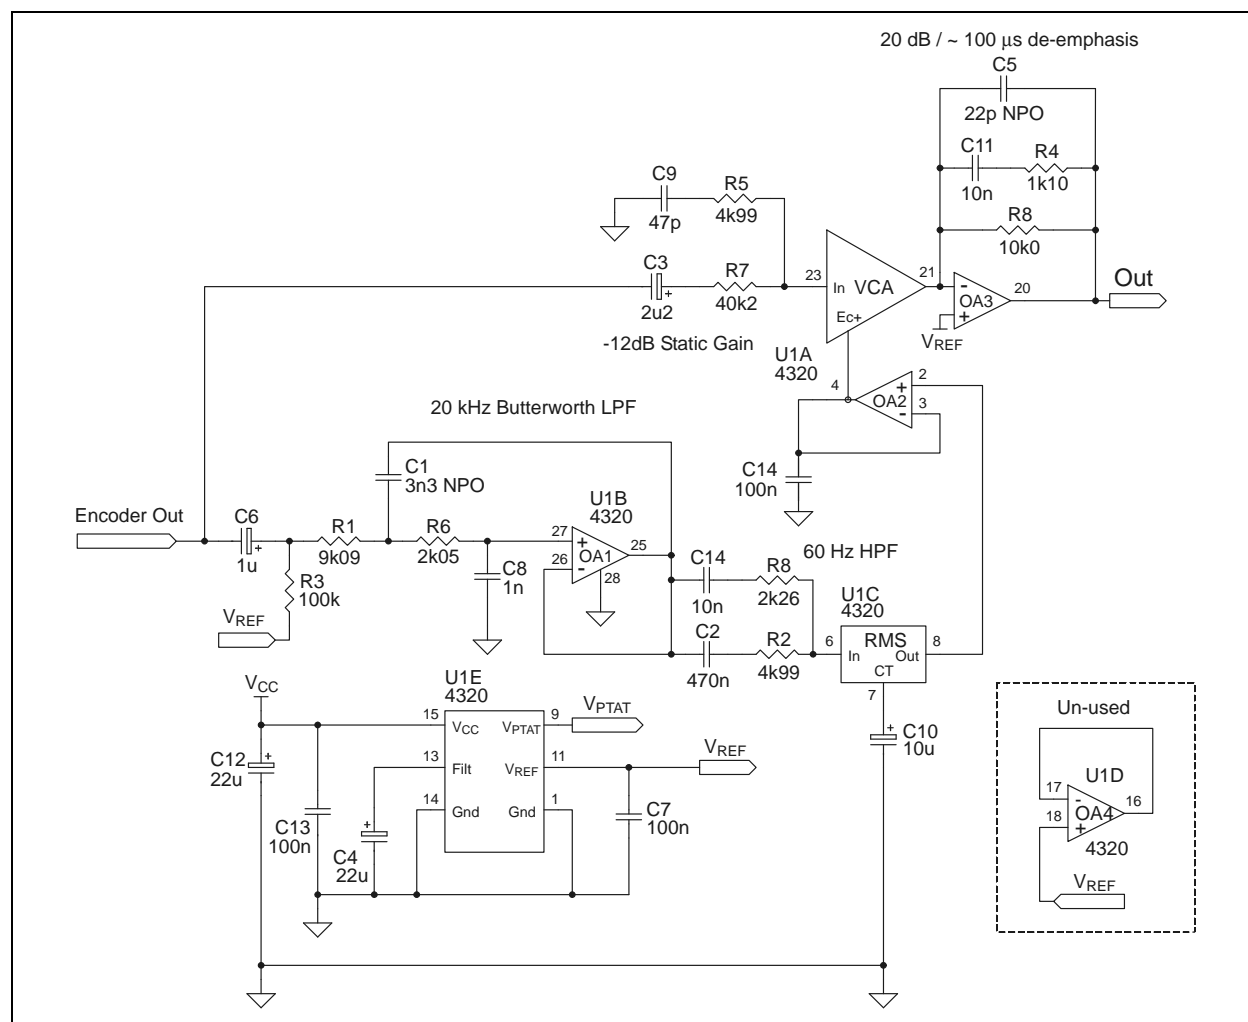 20 dB / ~ 100 μs de-emphasis
C5
22p NPO
C11
10n
R4
1k10
R8
10k0
C9
47p
R5
4k99
C3
+
2u2
R7
40k2
-12dB Static Gain
23
In
VCA
Ec+
21
U1A
4320
4
-
OA3
+
20
VREF
Out
OA2
+
-
2
3
C14
100n
20 kHz Butterworth LPF
C1
3n3 NPO
Encoder Out
C6
+
1u
R1
9k09
R6
2k05
R3
100k
VREF
C8
1n
U1B
4320
27
26
+
-
OA1
25
28
60 Hz HPF
C14
10n
R8
2k26
C2
470n
R2
4k99
U1C
4320
6
In
RMS
Out
CT
8
7
C10
+
10u
VCC
C12
+
22u
C13
100n
C4
+
22u
U1E
4320
15
VCC
VPTAT
9
VPTAT
13
Filt
VREF
11
VREF
14
Gnd
Gnd
1
C7
100n
Un-used
U1D
17
18
-
+
OA4
16
4320
VREF